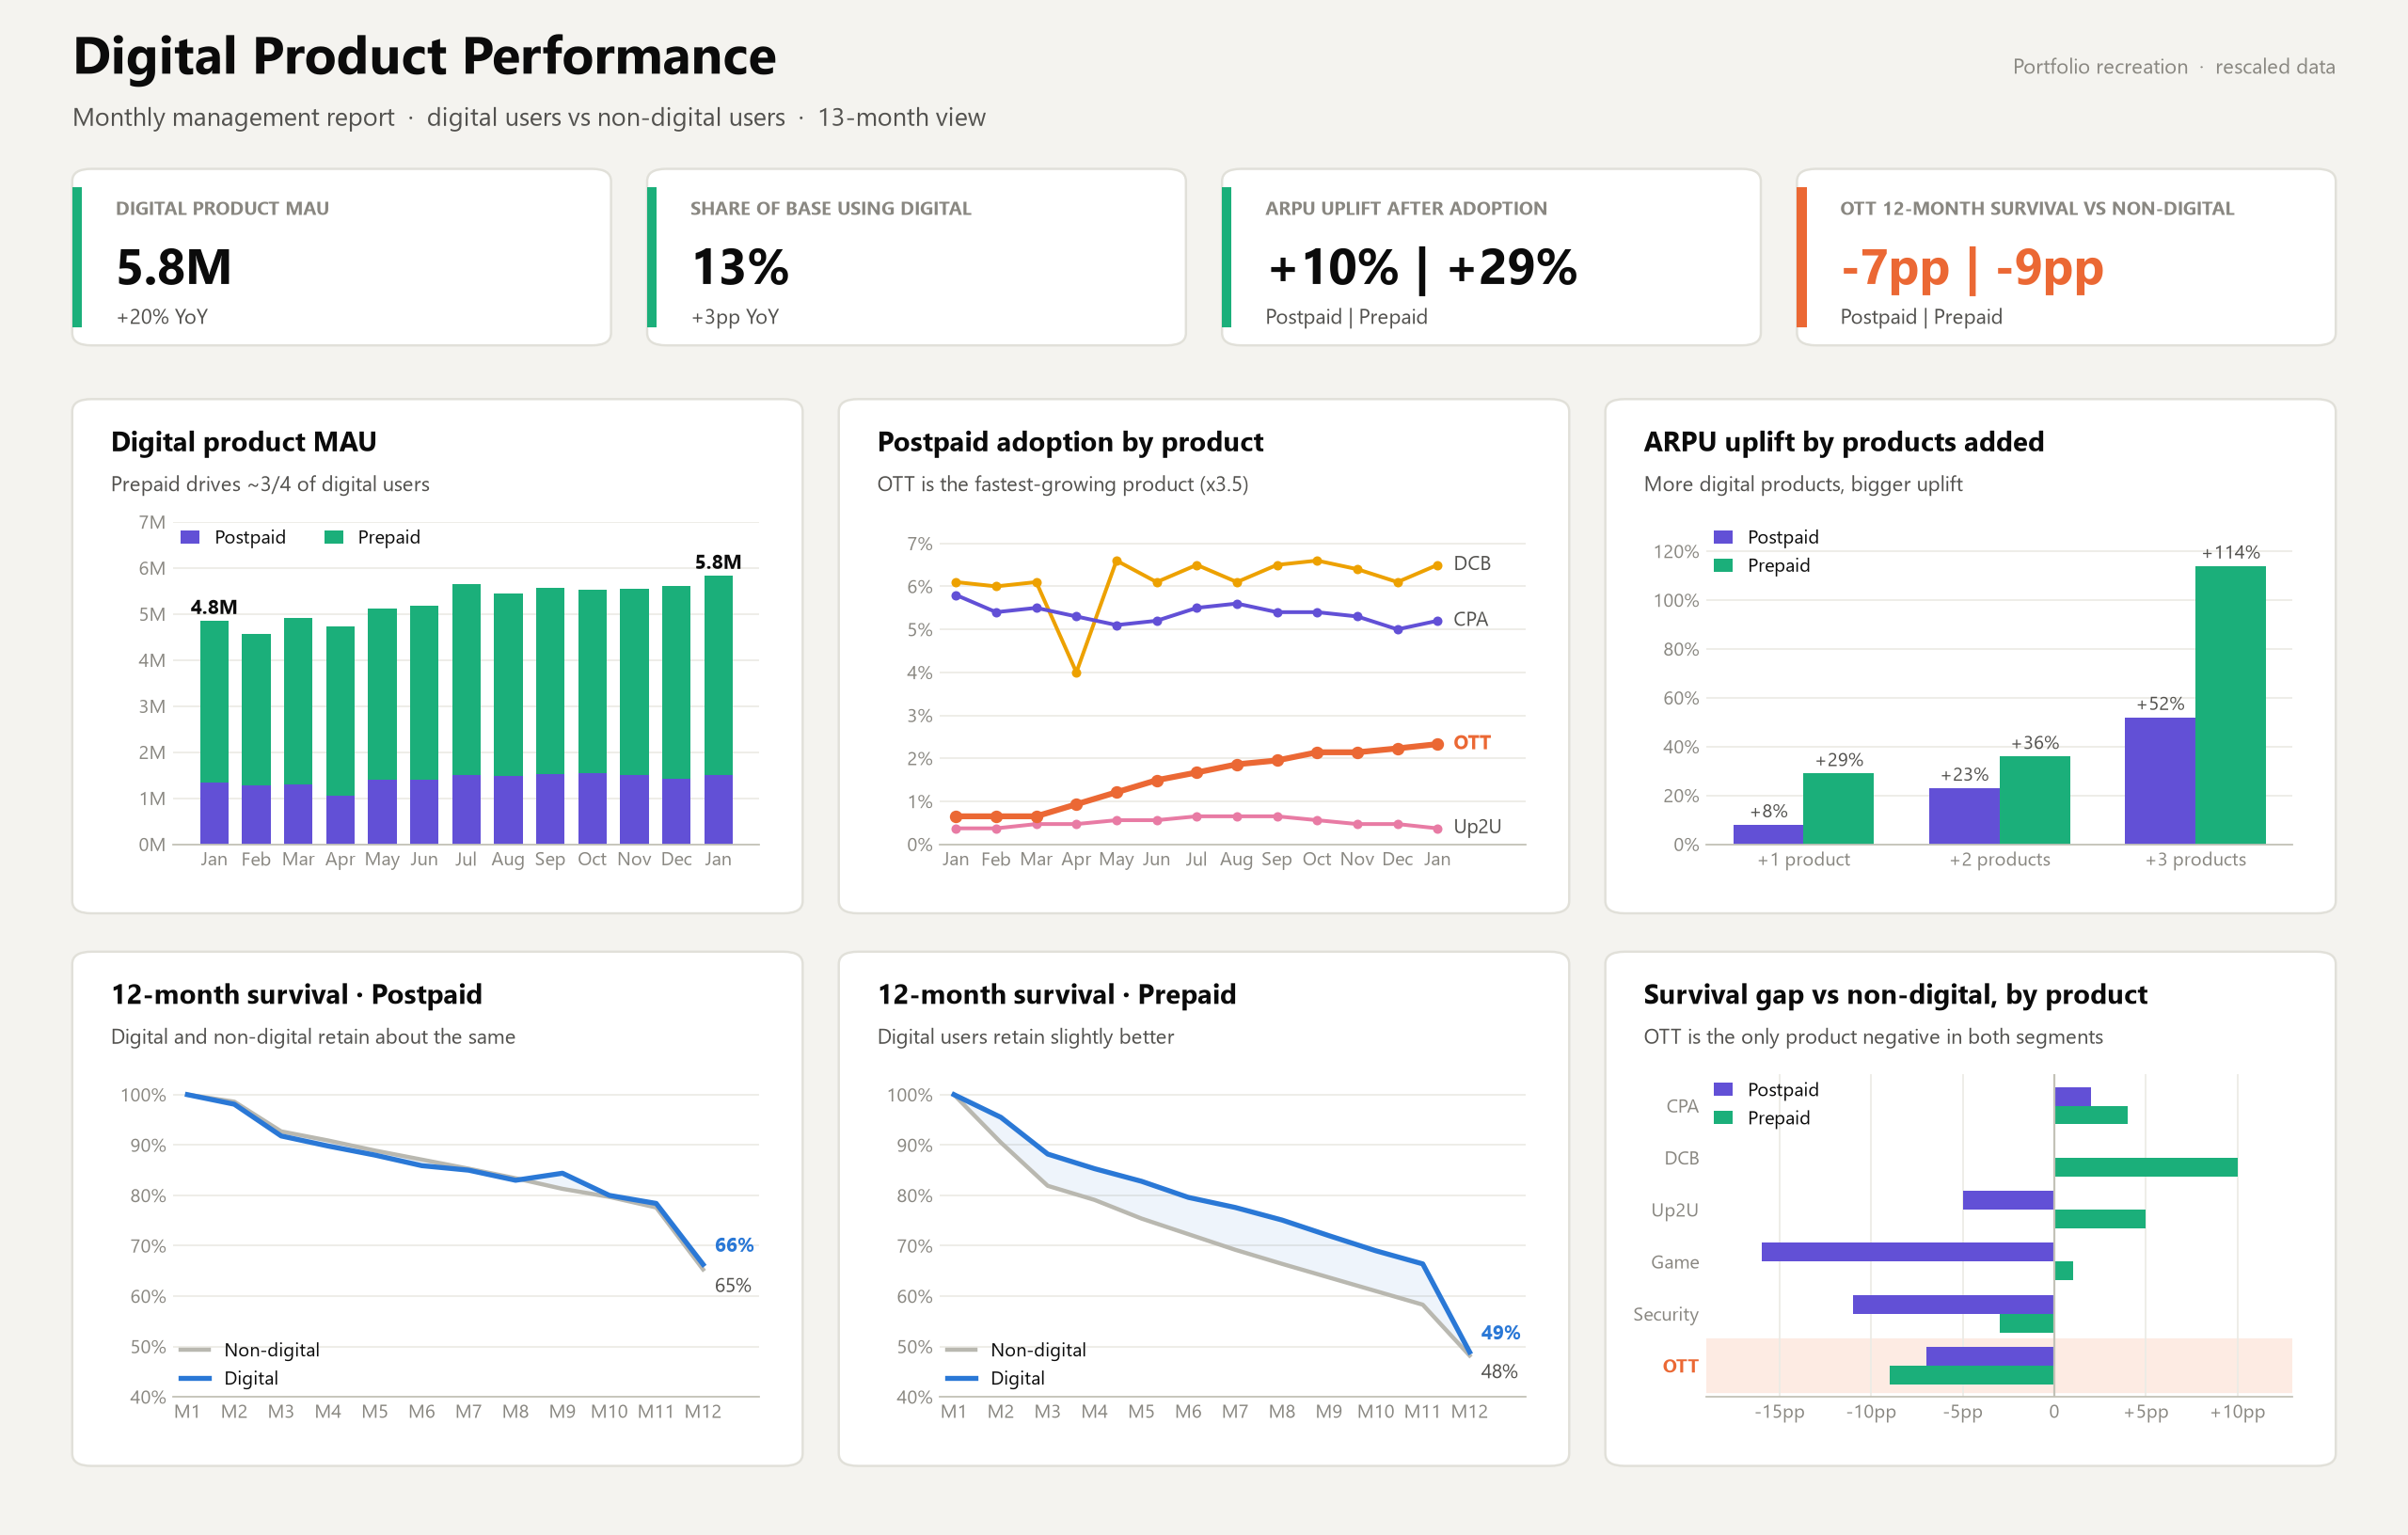 Digital Product Performance
Portfolio recreation · rescaled data
Monthly management report · digital users vs non-digital users · 13-month view
DIGITAL PRODUCT MAU
5.8M
+20% YoY
SHARE OF BASE USING DIGITAL
13%
+3pp YoY
ARPU UPLIFT AFTER ADOPTION
+10% | +29%
Postpaid | Prepaid
OTT 12-MONTH SURVIVAL VS NON-DIGITAL
-7pp | -9pp
Postpaid | Prepaid
Digital product MAU
Prepaid drives ~3/4 of digital users
7M
Postpaid Prepaid
6M
5.8M
5M
4.8M
4M
3M
2M
1M
0M
Jan Feb Mar Apr May Jun Jul Aug Sep Oct Nov Dec Jan
Postpaid adoption by product
OTT is the fastest-growing product (x3.5)
7%
DCB
6%
CPA
5%
4%
3%
OTT
2%
1%
Up2U
0%
Jan Feb Mar Apr May Jun Jul Aug Sep Oct Nov Dec Jan
ARPU uplift by products added
More digital products, bigger uplift
Postpaid
Prepaid
120%
+114%
100%
80%
60%
+52%
40%
+36%
+29%
+23%
20%
+8%
0%
+1 product +2 products +3 products
12-month survival · Postpaid
Digital and non-digital retain about the same
100%
90%
80%
70%
66%
65%
60%
50%
Non-digital
Digital
40%
M1 M2 M3 M4 M5 M6 M7 M8 M9 M10 M11 M12
12-month survival · Prepaid
Digital users retain slightly better
100%
90%
80%
70%
60%
49%
50%
48%
Non-digital
Digital
40%
M1 M2 M3 M4 M5 M6 M7 M8 M9 M10 M11 M12
Survival gap vs non-digital, by product
OTT is the only product negative in both segments
Postpaid
Prepaid
CPA
DCB
Up2U
Game
Security
OTT
-15pp -10pp -5pp 0 +5pp +10pp